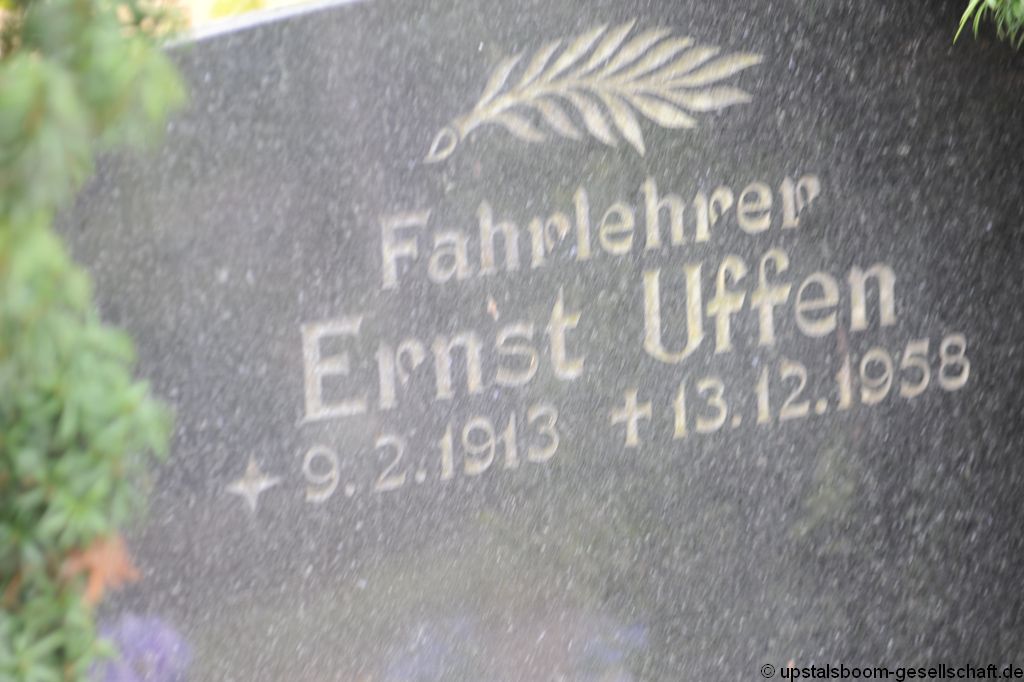 Fahrlehrer
Ernst Uffen
9.2.1913 † 13.12.1958
© upstalsboom-gesellschaft.de